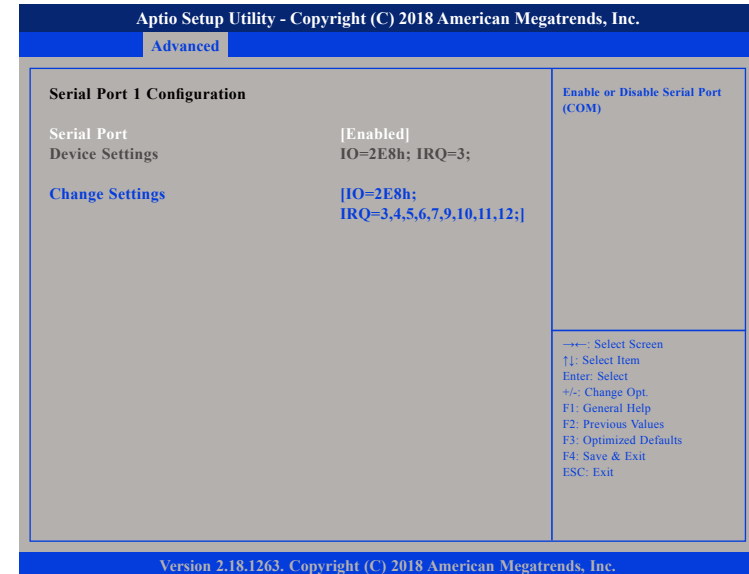 Aptio Setup Utility - Copyright (C) 2018 American Megatrends, Inc.
Advanced
Serial Port 1 Configuration
Serial Port [Enabled]
Device Settings IO=2E8h; IRQ=3;
Change Settings [IO=2E8h;
IRQ=3,4,5,6,7,9,10,11,12;]
Enable or Disable Serial Port
(COM)
→←: Select Screen
↑↓: Select Item
Enter: Select
+/-: Change Opt.
F1: General Help
F2: Previous Values
F3: Optimized Defaults
F4: Save & Exit
ESC: Exit
Version 2.18.1263. Copyright (C) 2018 American Megatrends, Inc.